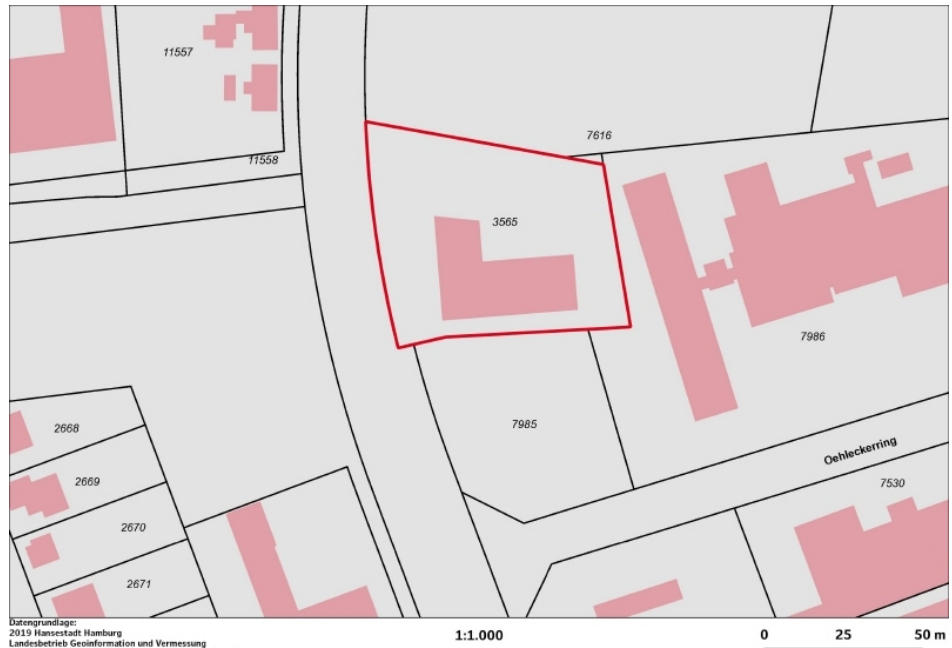 11557
7616
11558
3565
7986
7985
2668
Oehleckerring
2669
7530
2670
2671
Datengrundlage:
2019 Hansestadt Hamburg
Landesbetrieb Geoinformation und Vermessung
1:1.000
0 25 50 m